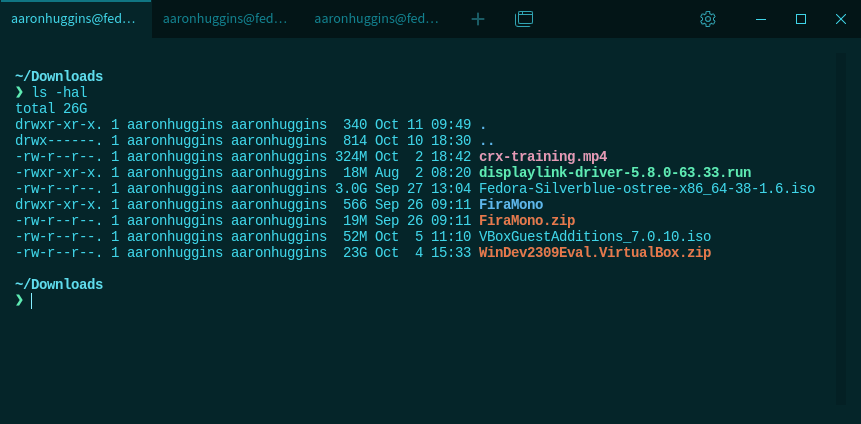 aaronhuggins@fed... aaronhuggins@fed... aaronhuggins@fed...
~/Downloads
❯ ls -hal
total 26G
drwxr-xr-x. 1 aaronhuggins aaronhuggins  340 Oct 11 09:49 .
drwx------. 1 aaronhuggins aaronhuggins  814 Oct 10 18:30 ..
-rw-r--r--. 1 aaronhuggins aaronhuggins 324M Oct  2 18:42 crx-training.mp4
-rwxr-xr-x. 1 aaronhuggins aaronhuggins  18M Aug  2 08:20 displaylink-driver-5.8.0-63.33.run
-rw-r--r--. 1 aaronhuggins aaronhuggins 3.0G Sep 27 13:04 Fedora-Silverblue-ostree-x86_64-38-1.6.iso
drwxr-xr-x. 1 aaronhuggins aaronhuggins  566 Sep 26 09:11 FiraMono
-rw-r--r--. 1 aaronhuggins aaronhuggins  19M Sep 26 09:11 FiraMono.zip
-rw-r--r--. 1 aaronhuggins aaronhuggins  52M Oct  5 11:10 VBoxGuestAdditions_7.0.10.iso
-rw-r--r--. 1 aaronhuggins aaronhuggins  23G Oct  4 15:33 WinDev2309Eval.VirtualBox.zip
~/Downloads
❯